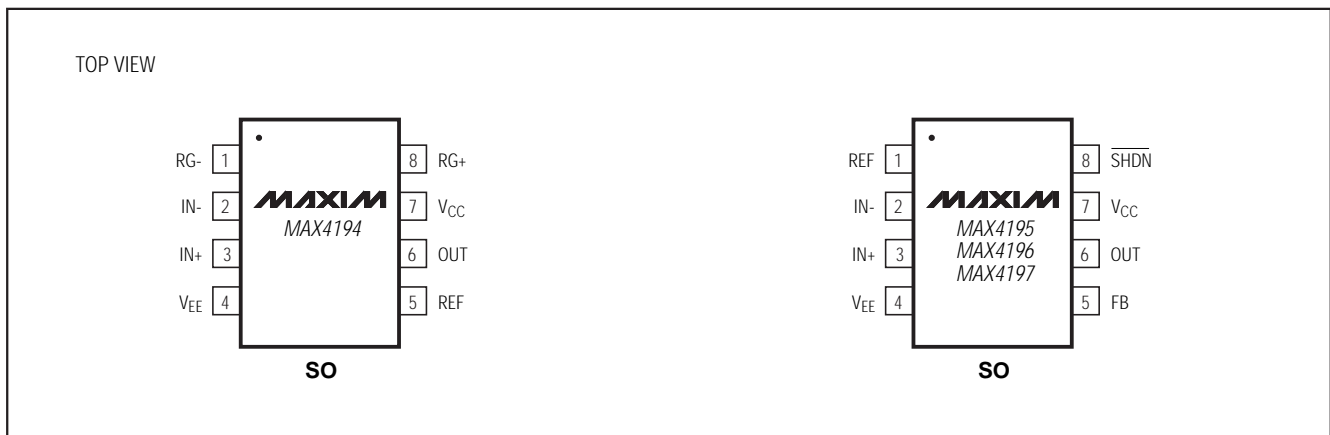 TOP VIEW
RG- 1
IN- 2
IN+ 3
VEE 4
8 RG+
7 VCC
6 OUT
5 REF
MAXIM
MAX4194
SO
REF 1
IN- 2
IN+ 3
VEE 4
8 SHDN
7 VCC
6 OUT
5 FB
MAXIM
MAX4195
MAX4196
MAX4197
SO